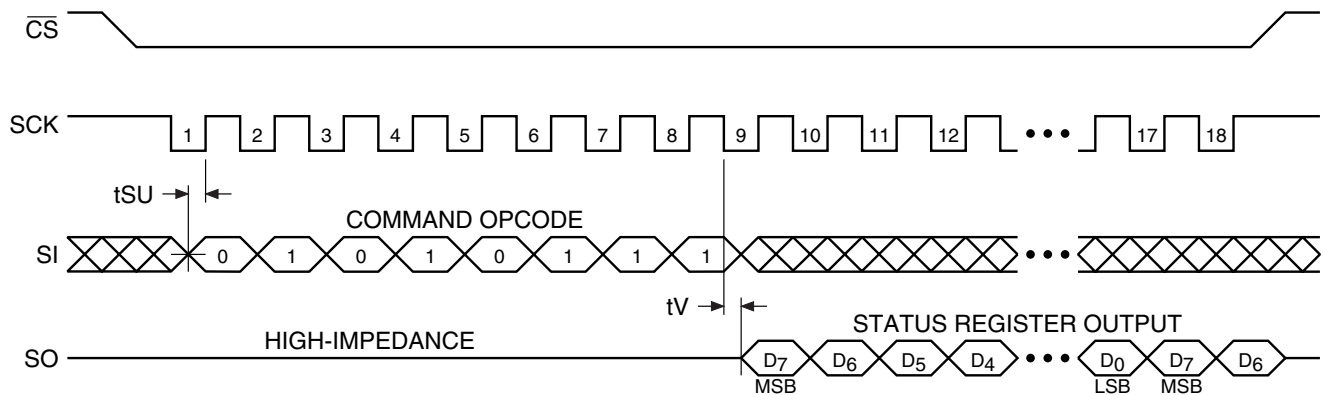 CS
SCK 1 2 3 4 5 6 7 8 9 10 11 12 ••• 17 18
tSU
COMMAND OPCODE
SI 0 1 0 1 0 1 1 1 •••
tV
HIGH-IMPEDANCE
STATUS REGISTER OUTPUT
SO D7 D6 D5 D4 ••• D0 D7 D6
MSB LSB MSB